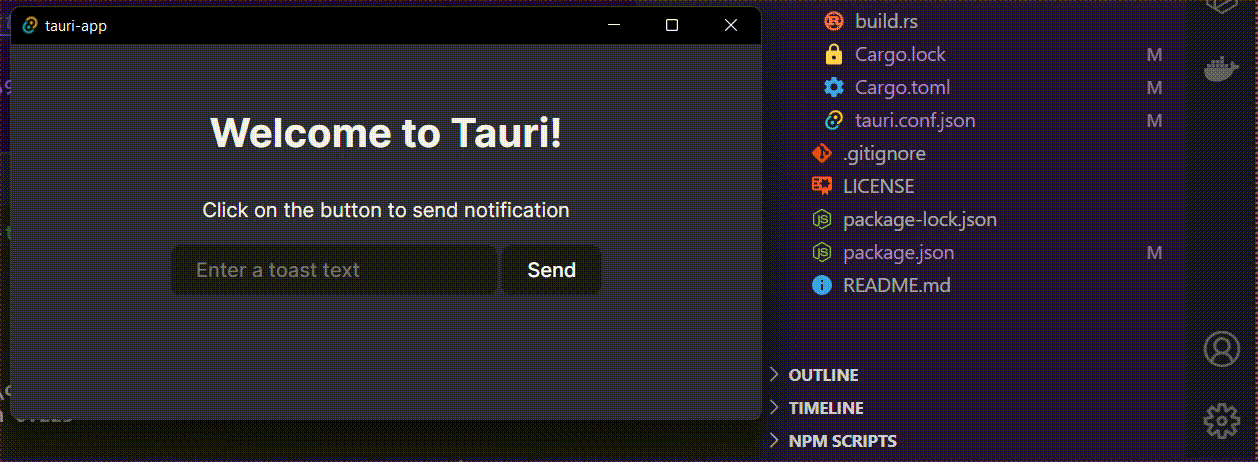 tauri-app
Welcome to Tauri!
Click on the button to send notification
Enter a toast text
Send
build.rs
Cargo.lock M
Cargo.toml M
tauri.conf.json M
.gitignore
LICENSE
package-lock.json
package.json M
README.md
OUTLINE
TIMELINE
NPM SCRIPTS